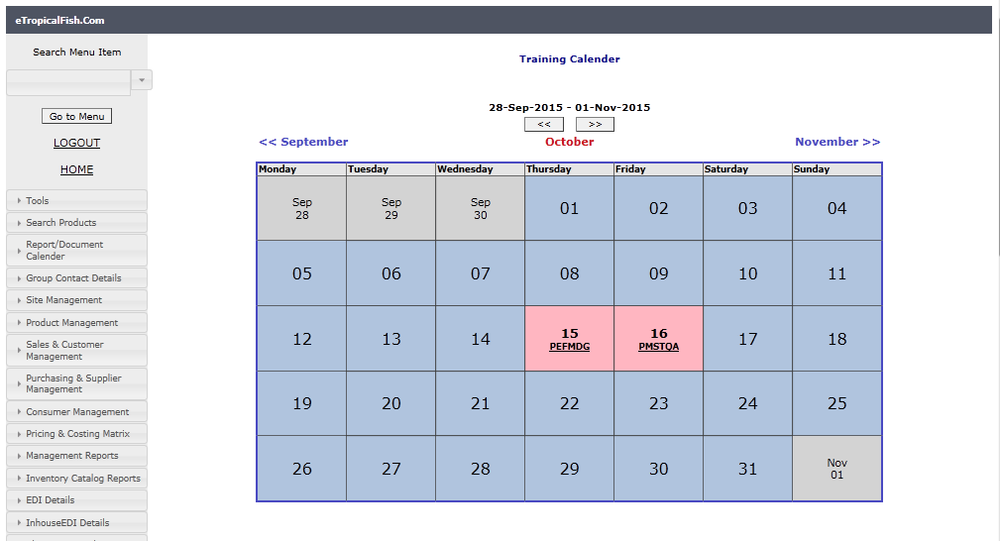 eTropicalFish.Com
Search Menu Item
Go to Menu
LOGOUT
HOME
Tools
Search Products
Report/Document
Calender
Group Contact Details
Site Management
Product Management
Sales & Customer
Management
Purchasing & Supplier
Management
Consumer Management
Pricing & Costing Matrix
Management Reports
Inventory Catalog Reports
EDI Details
InhouseEDI Details
Training Calender
28-Sep-2015 - 01-Nov-2015
<< >>
<< September October November >>
Monday Tuesday Wednesday Thursday Friday Saturday Sunday
Sep 28 Sep 29 Sep 30 01 02 03 04
05 06 07 08 09 10 11
12 13 14 15 PEFMDG 16 PMSTQA 17 18
19 20 21 22 23 24 25
26 27 28 29 30 31 Nov 01